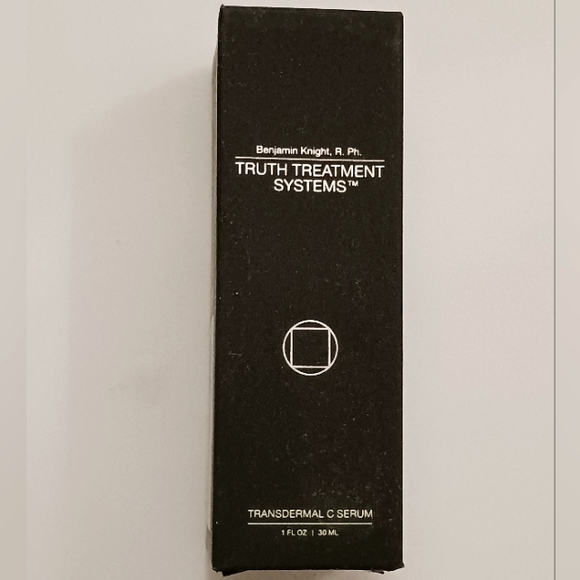 Benjamin Knight, R. Ph.
TRUTH TREATMENT
SYSTEMS™
TRANSDERMAL C SERUM
1 FL OZ | 30 ML